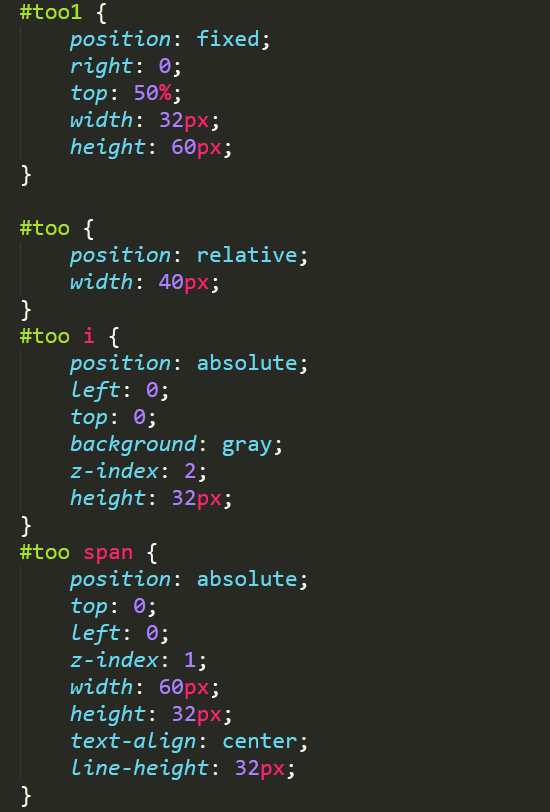 #too1 {
    position: fixed;
    right: 0;
    top: 50%;
    width: 32px;
    height: 60px;
}

#too {
    position: relative;
    width: 40px;
}
#too i {
    position: absolute;
    left: 0;
    top: 0;
    background: gray;
    z-index: 2;
    height: 32px;
}
#too span {
    position: absolute;
    top: 0;
    left: 0;
    z-index: 1;
    width: 60px;
    height: 32px;
    text-align: center;
    line-height: 32px;
}